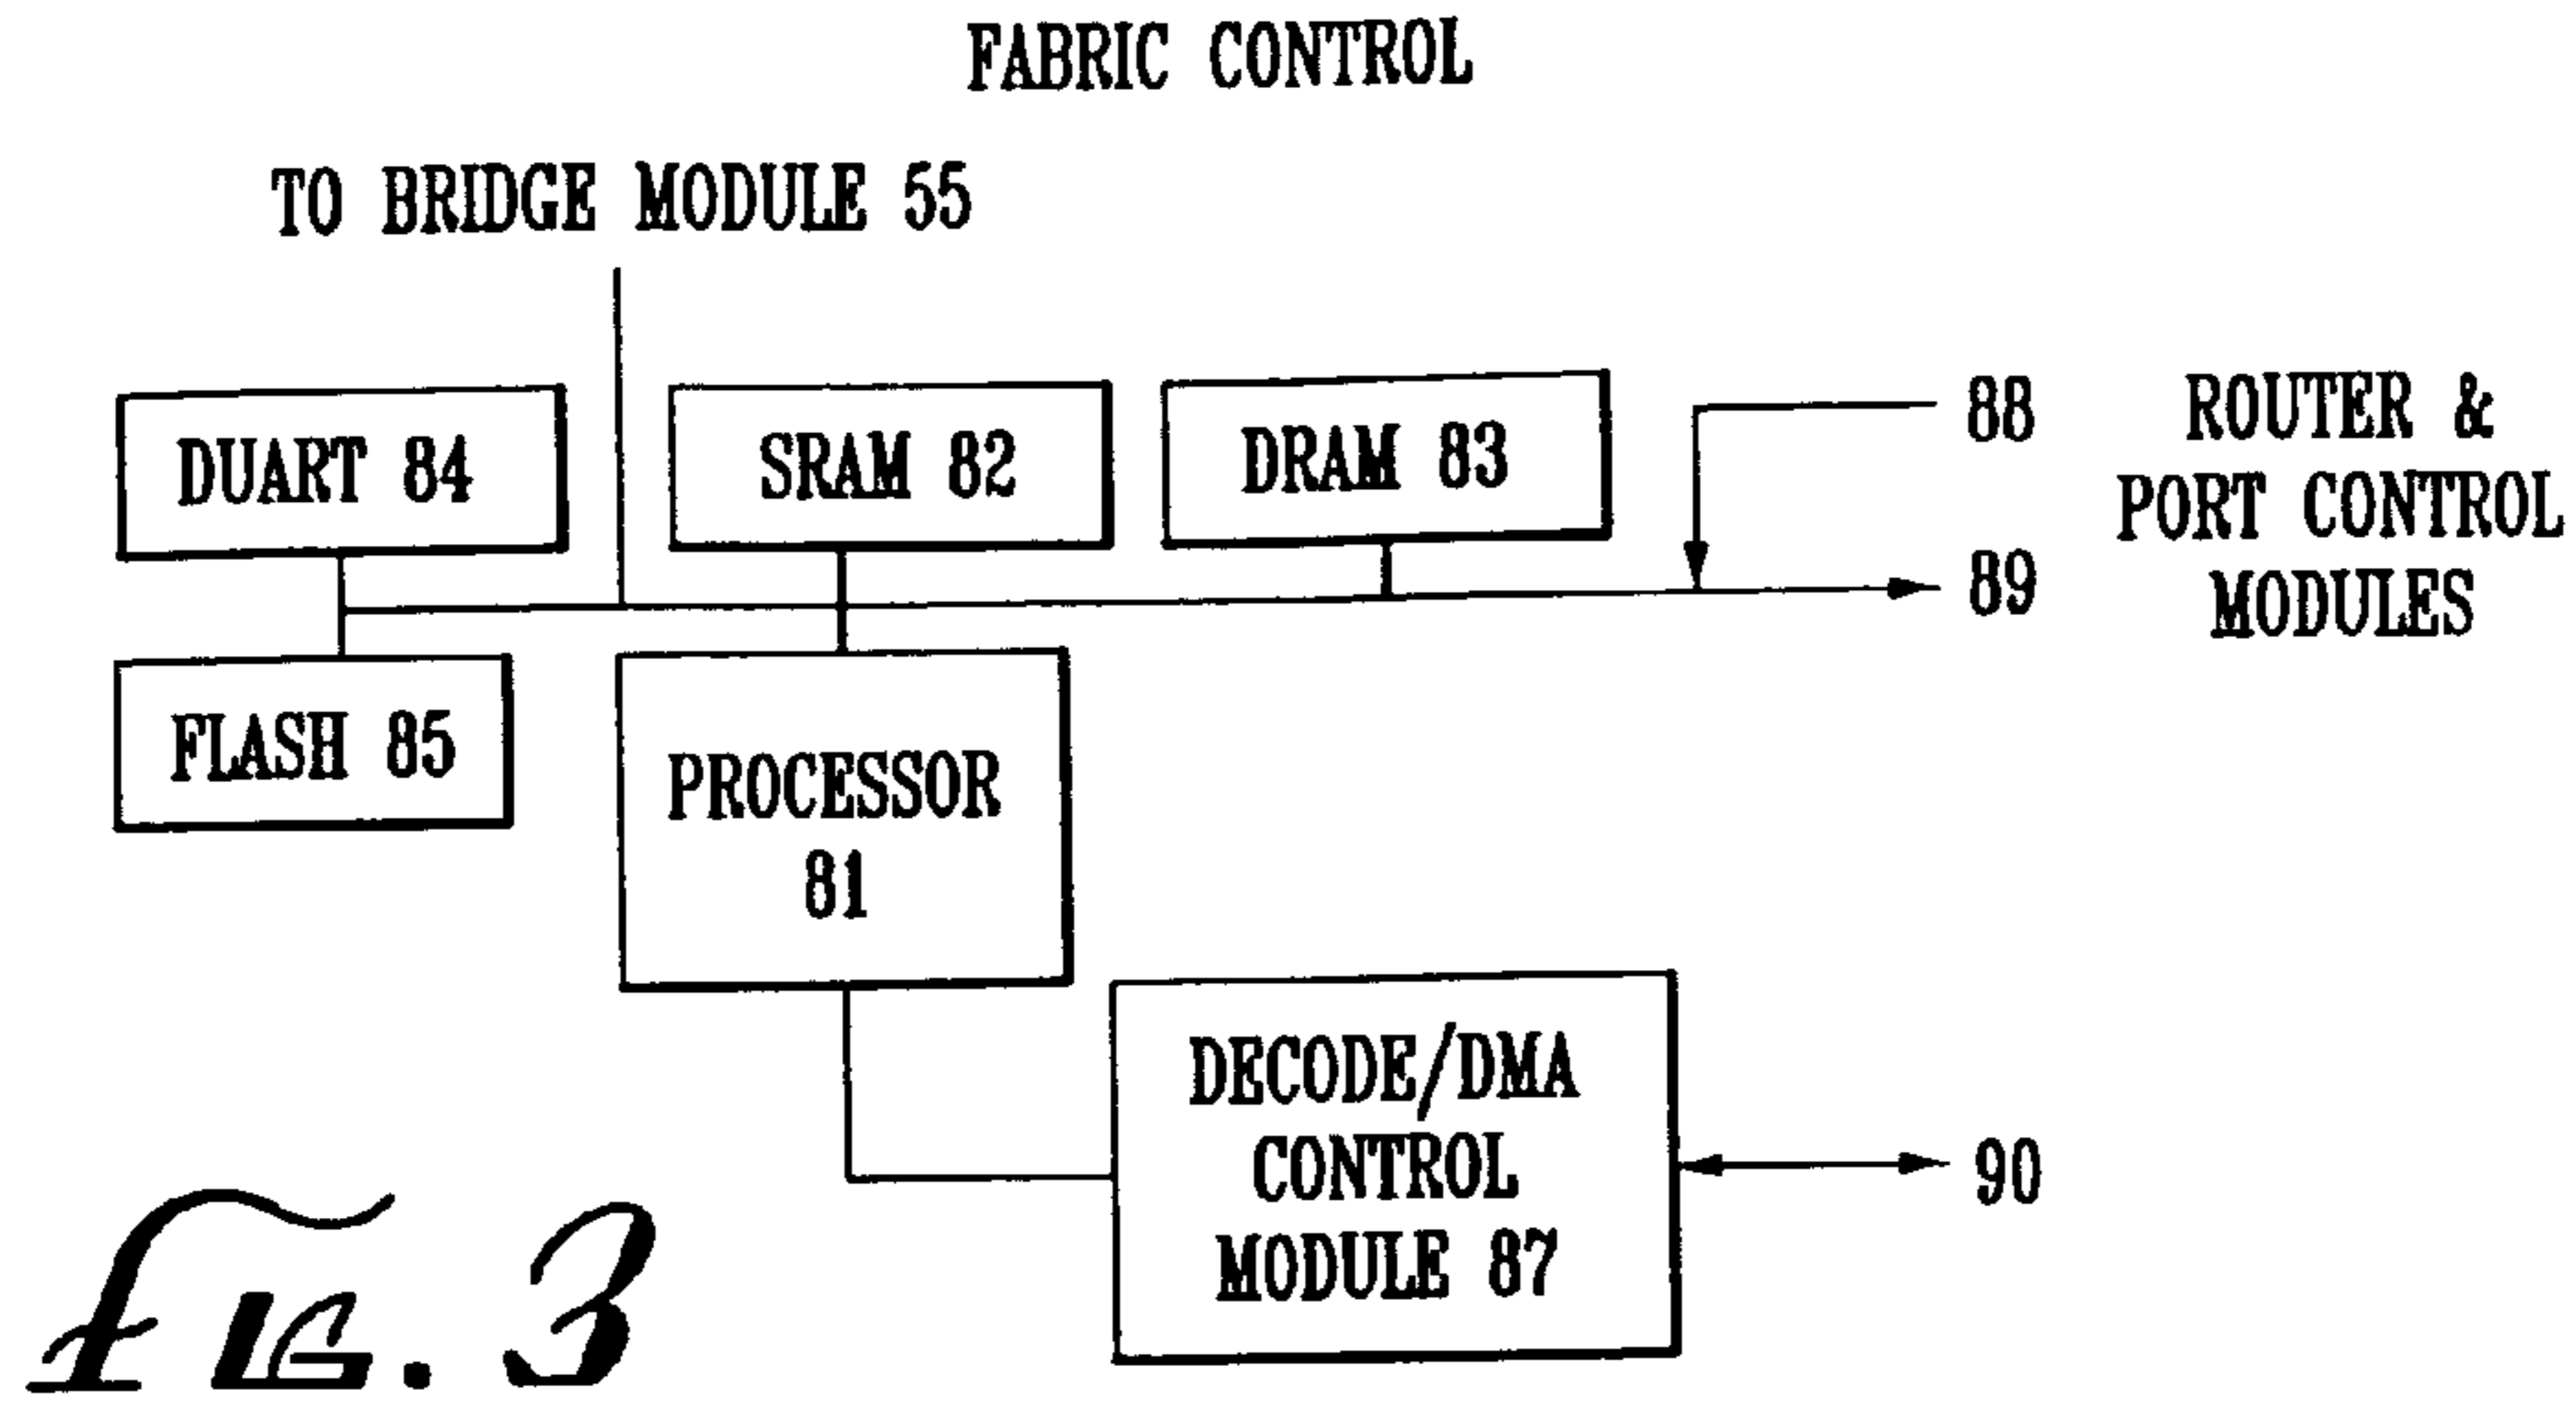 FABRIC CONTROL
TO BRIDGE MODULE 55
DUART 84
SRAM 82
DRAM 83
88
ROUTER &
PORT CONTROL
MODULES
89
FLASH 85
PROCESSOR
81
DECODE/DMA
CONTROL
MODULE 87
90
FIG. 3